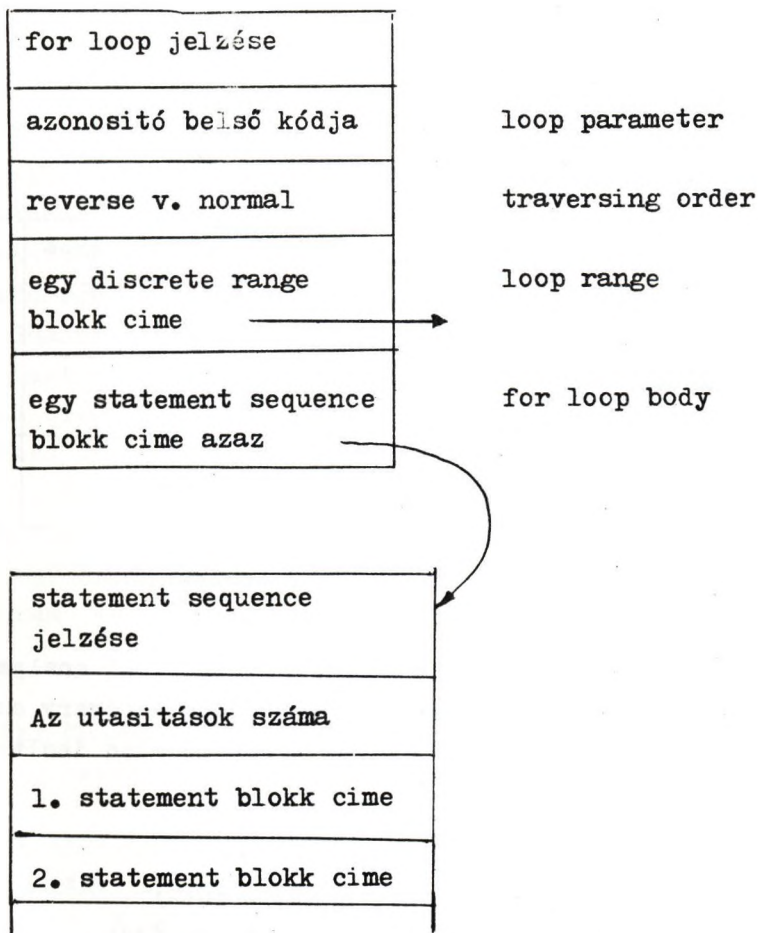 for loop jelzése
azonositó belső kódja loop parameter
reverse v. normal traversing order
egy discrete range loop range
blokk cime
egy statement sequence for loop body
blokk cime azaz
statement sequence
jelzése
Az utasitások száma
1. statement blokk cime
2. statement blokk cime